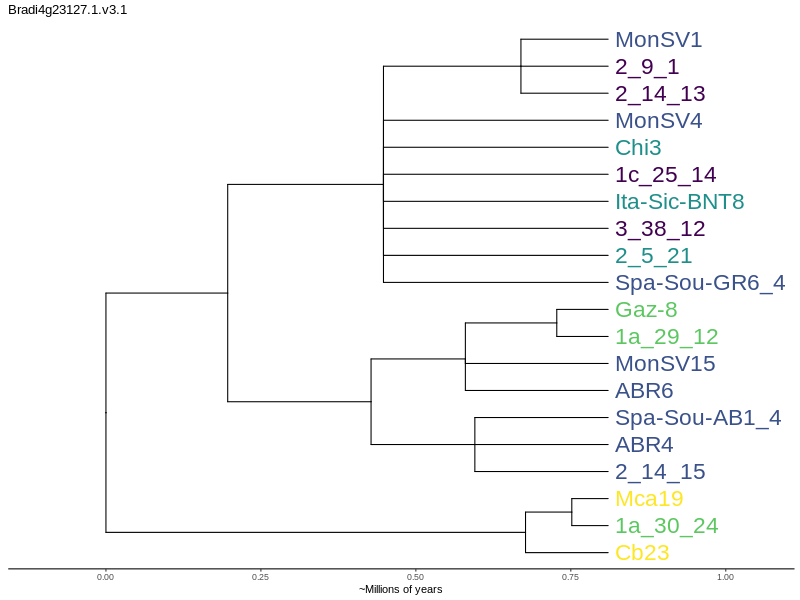 Bradi4g23127.1.v3.1
MonSV1
2_9_1
2_14_13
MonSV4
Chi3
1c_25_14
Ita-Sic-BNT8
3_38_12
2_5_21
Spa-Sou-GR6_4
Gaz-8
1a_29_12
MonSV15
ABR6
Spa-Sou-AB1_4
ABR4
2_14_15
Mca19
1a_30_24
Cb23
0.00 0.25 0.50 0.75 1.00
~Millions of years